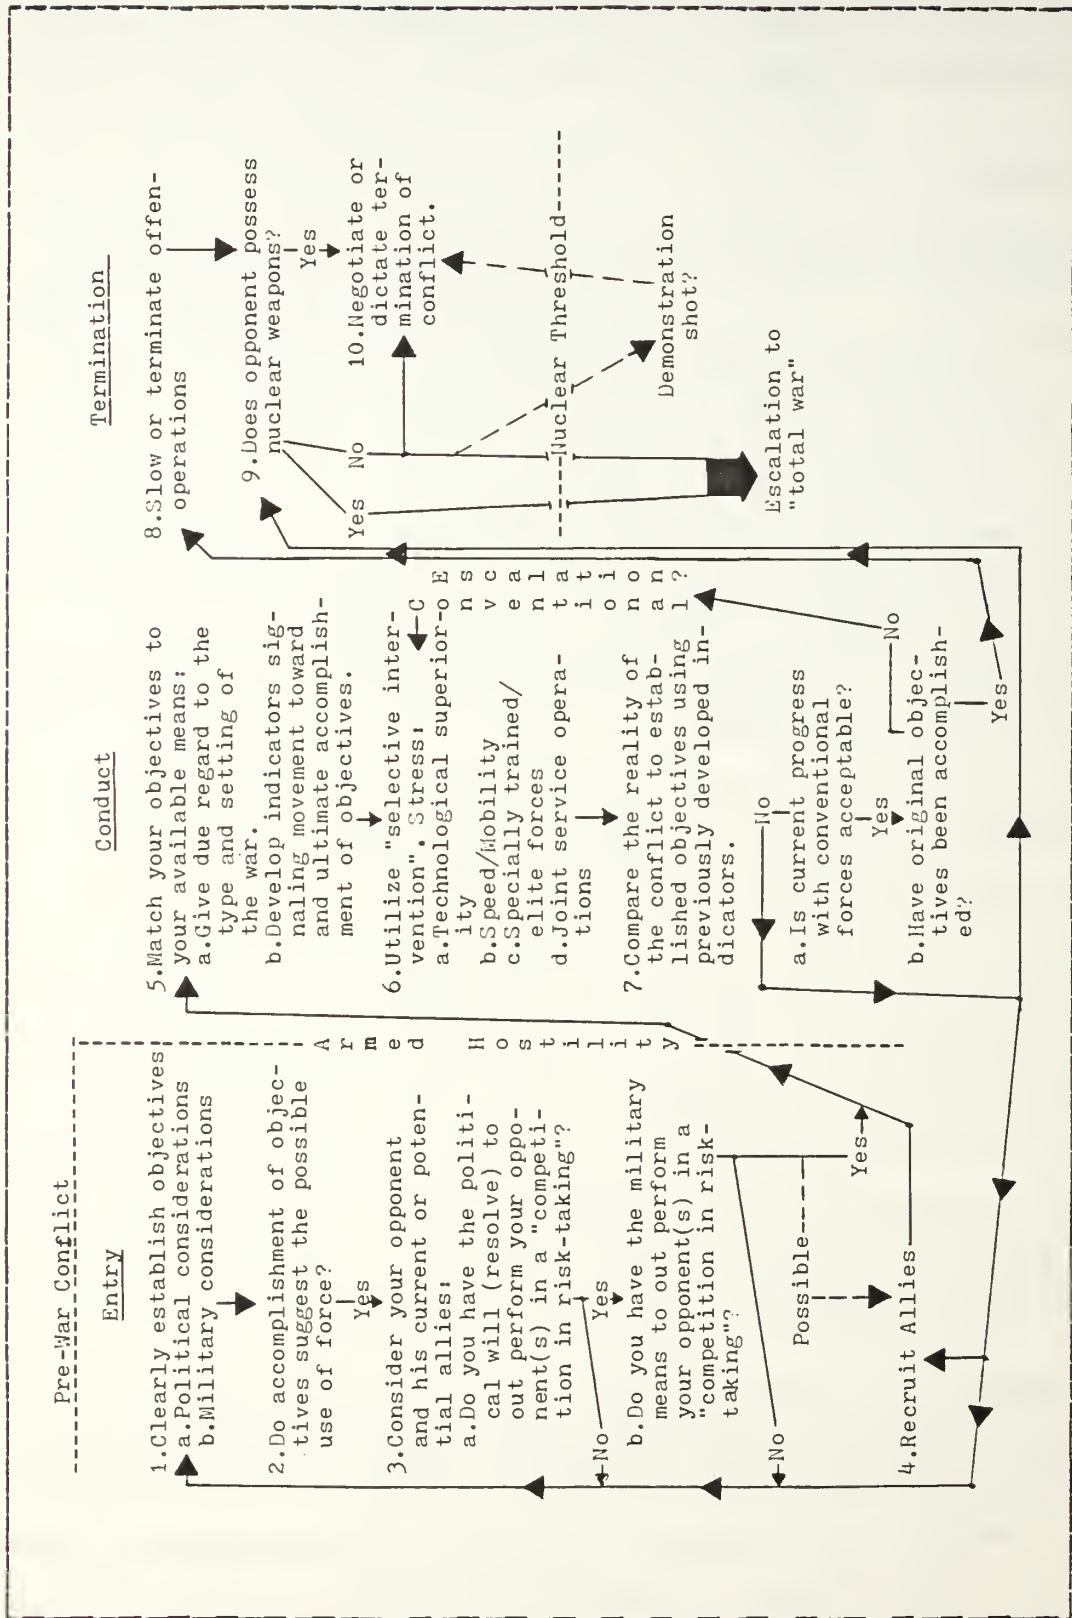 Pre-War Conflict
Entry
1.Clearly establish objectives
a.Political considerations
b.Military considerations
2.Do accomplishment of objec-
tives suggest the possible
use of force?
Yes
3.Consider your opponent
and his current or poten-
tial allies:
a.Do you have the politi-
cal will (resolve) to
out perform your oppo-
nent(s) in a "competi-
tion in risk-taking"?
No
Yes
b.Do you have the military
means to out perform
your opponent(s) in a
"competition in risk-
taking"?
No
Possible
Yes
4.Recruit Allies
Armed Hostility
Conduct
5.Match your objectives to
your available means:
a.Give due regard to the
type and setting of
the war.
b.Develop indicators sig-
naling movement toward
and ultimate accomplish-
ment of objectives.
6.Utilize "selective inter-
vention". Stress:
a.Technological superior-
ity
b.Speed/Mobility
c.Specially trained/
elite forces
d.Joint service opera-
tions
Conventional
Escalation?
7.Compare the reality of
the conflict to estab-
lished objectives using
previously developed in-
dicators.
No
a.Is current progress
with conventional
forces acceptable?
Yes
b.Have original objec-
tives been accomplish-
ed?
No
Yes
Termination
8.Slow or terminate offen-
operations
9.Does opponent possess
nuclear weapons?
Yes
No
Yes
10.Negotiate or
dictate ter-
mination of
conflict.
Nuclear Threshold
Demonstration
shot?
Escalation to
"total war"